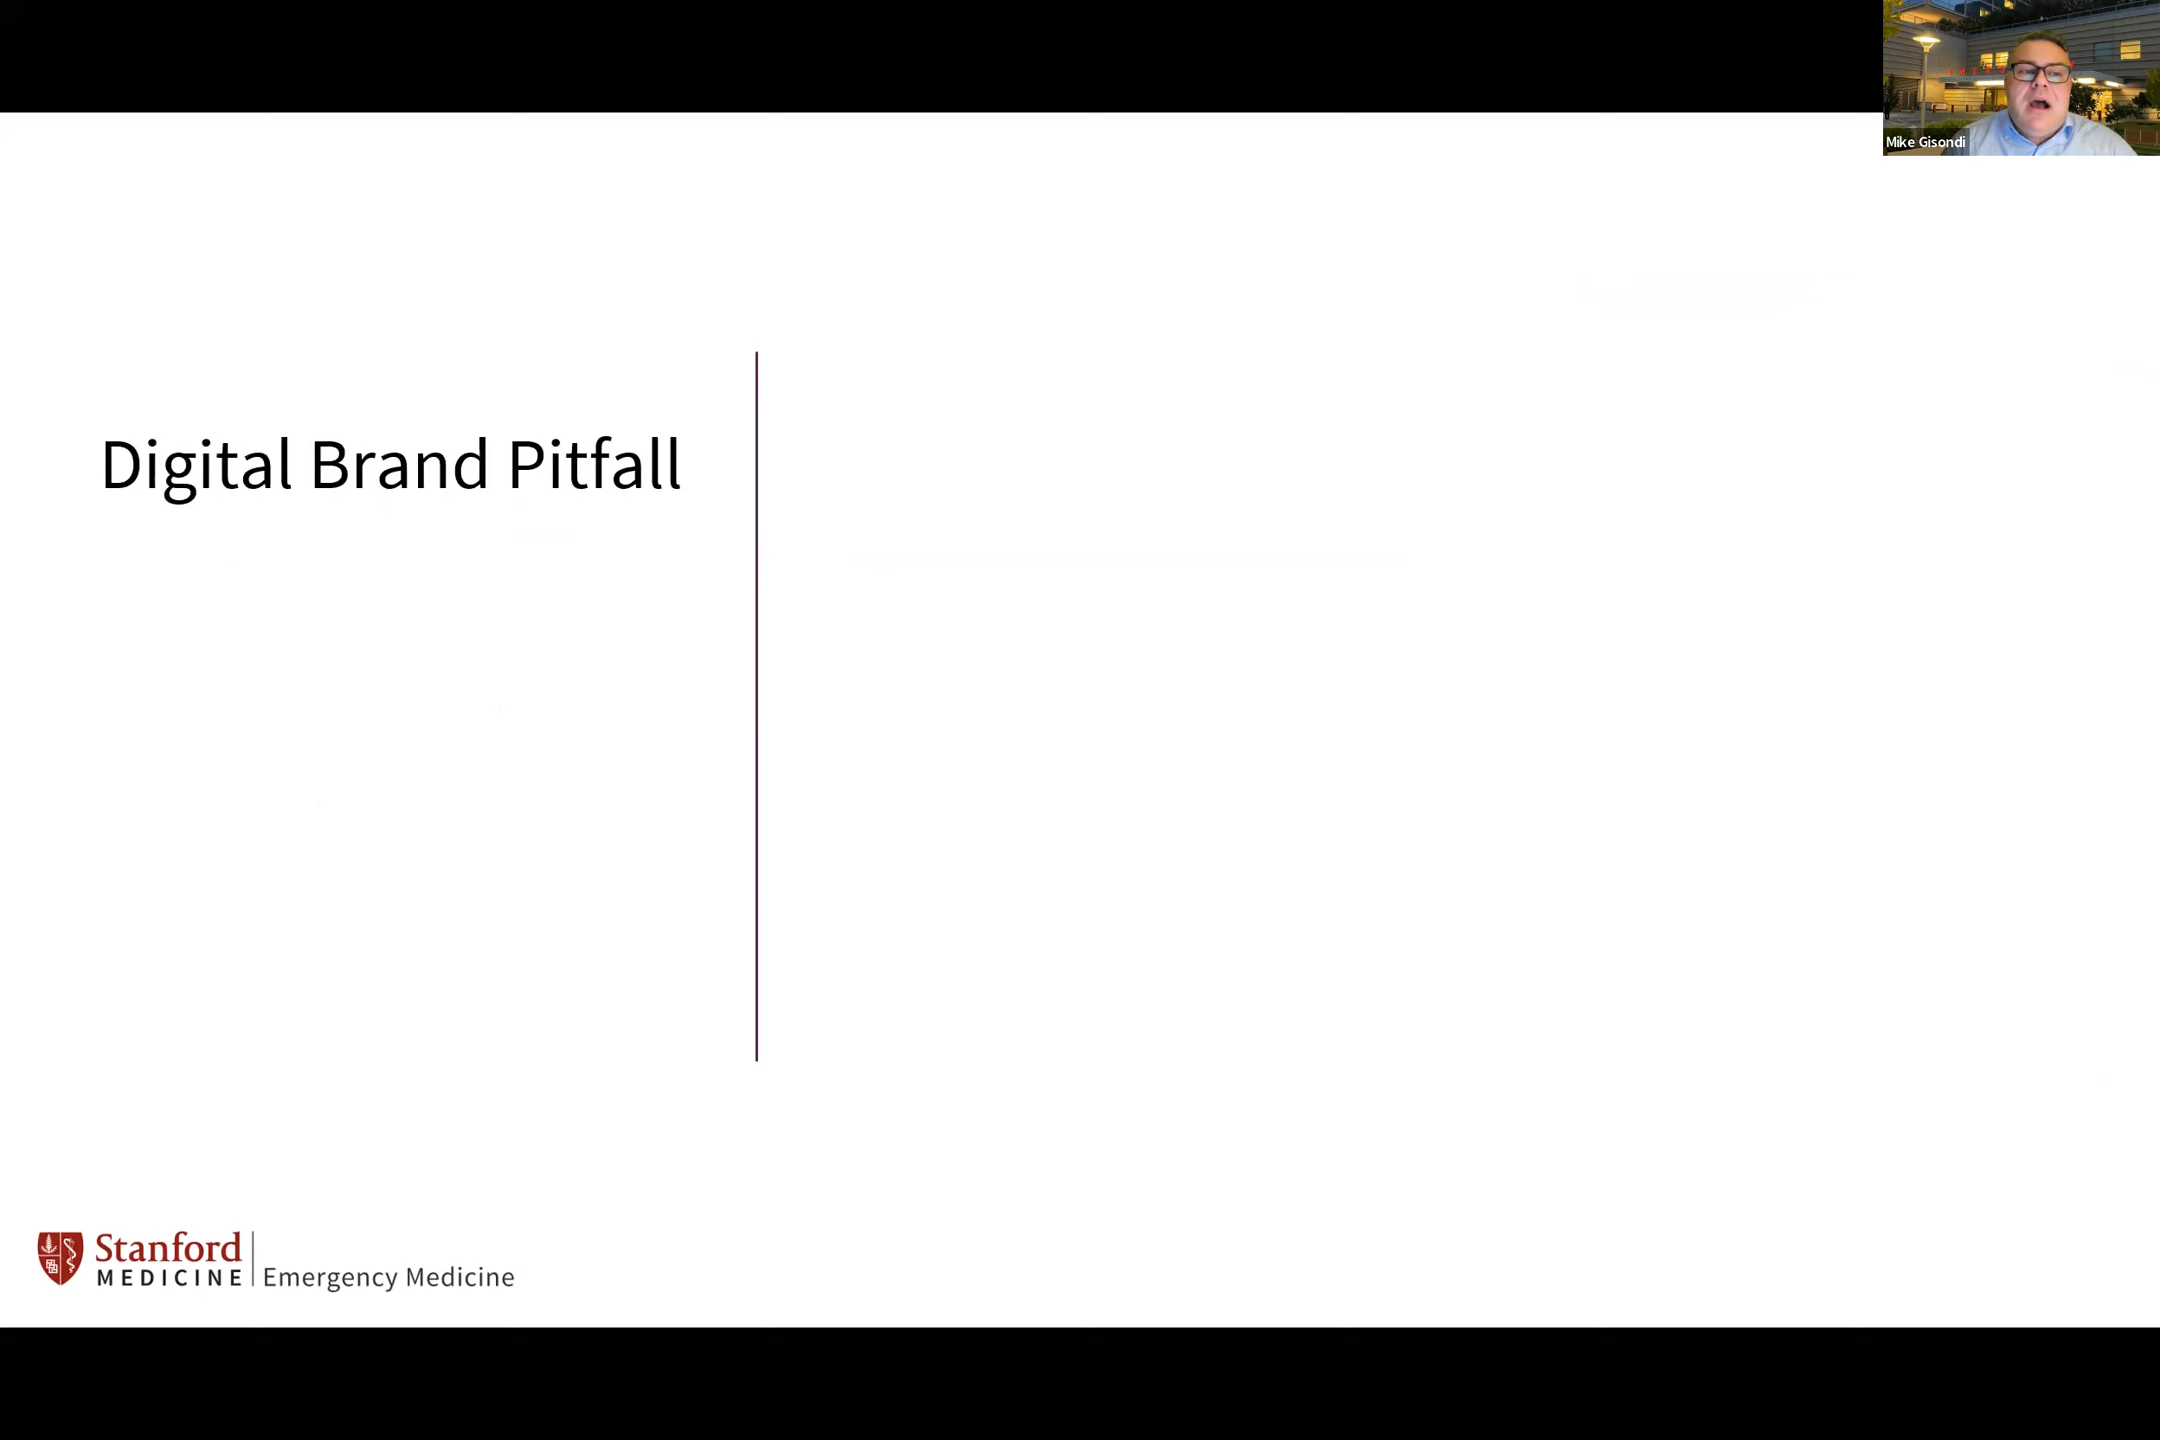 Mike Gisondi
Digital Brand Pitfall
Stanford
MEDICINE
Emergency Medicine